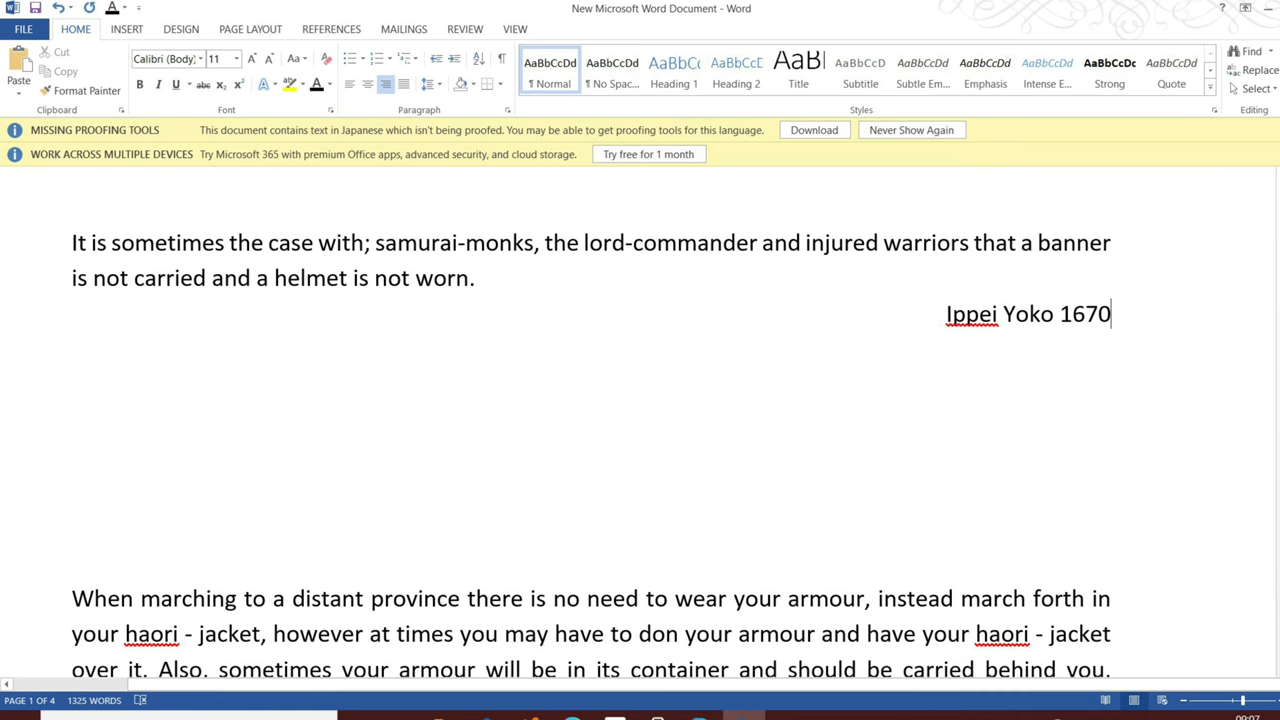 New Microsoft Word Document - Word
FILE HOME INSERT DESIGN PAGE LAYOUT REFERENCES MAILINGS REVIEW VIEW
Paste
Cut
Copy
Format Painter
Clipboard
Calibri (Body) 11
Font
Paragraph
AaBbCcDd AaBbCcDd AaBbCc AaBbCcD AaB AaBbCcD AaBbCcDd AaBbCcDd AaBbCcDd AaBbCcDc AaBbCcDd
¶ Normal ¶ No Spac... Heading 1 Heading 2 Title Subtitle Subtle Em... Emphasis Intense E... Strong Quote
Styles
Find
Replace
Select
Editing
MISSING PROOFING TOOLS This document contains text in Japanese which isn't being proofed. You may be able to get proofing tools for this language. Download Never Show Again
WORK ACROSS MULTIPLE DEVICES Try Microsoft 365 with premium Office apps, advanced security, and cloud storage. Try free for 1 month
It is sometimes the case with; samurai-monks, the lord-commander and injured warriors that a banner
is not carried and a helmet is not worn.
Ippei Yoko 1670
When marching to a distant province there is no need to wear your armour, instead march forth in
your haori - jacket, however at times you may have to don your armour and have your haori - jacket
over it. Also, sometimes your armour will be in its container and should be carried behind you.
PAGE 1 OF 4 1325 WORDS
09:07